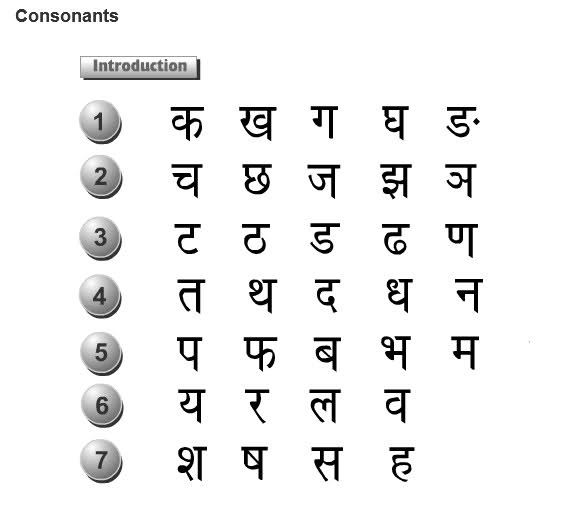 Consonants
Introduction
1 क ख ग घ ङ
2 च छ ज झ ञ
3 ट ठ ड ढ ण
4 त थ द ध न
5 प फ ब भ म
6 य र ल व
7 श ष स ह